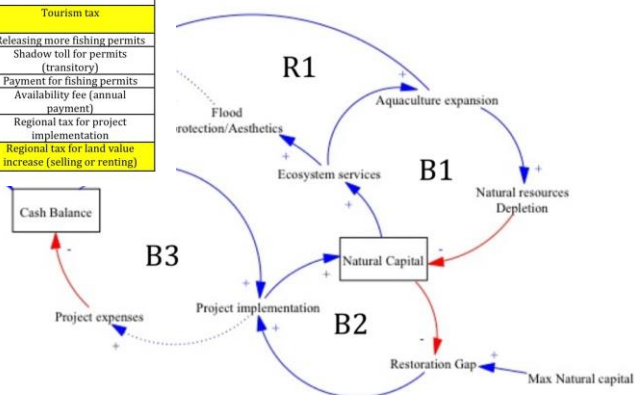 Tourism tax
Releasing more fishing permits
Shadow toll for permits
(transitory)
Payment for fishing permits
Availability fee (annual
payment)
Regional tax for project
implementation
Regional tax for land value
increase (selling or renting)
R1
+
Aquaculture expansion
Flood
rotection/Aesthetics
+
Ecosystem services
B1
+
Natural resources
Depletion
+
Cash Balance
-
B3
Natural Capital
-
+
+
Project implementation
+
Project expenses
+
B2
-
Restoration Gap
+
Max Natural capital